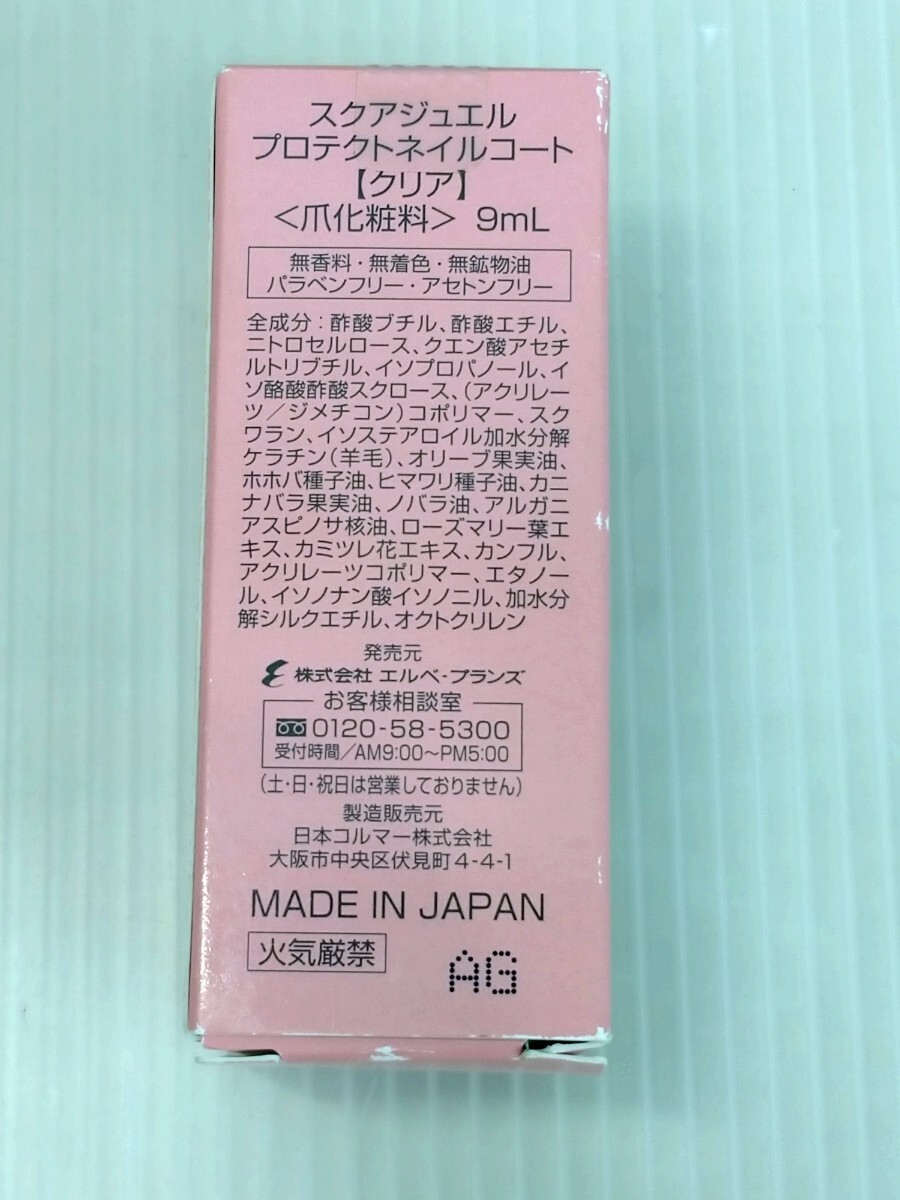 スクアジュエル
プロテクトネイルコート
【クリア】
＜爪化粧料＞ 9mL
無香料・無着色・無鉱物油
パラベンフリー・アセトンフリー
全成分：酢酸ブチル、酢酸エチル、
ニトロセルロース、クエン酸アセチ
ルトリブチル、イソプロパノール、イ
ソ酪酸酢酸スクロース、（アクリレー
ツ／ジメチコン）コポリマー、スク
ワラン、イソステアロイル加水分解
ケラチン（羊毛）、オリーブ果実油、
ホホバ種子油、ヒマワリ種子油、カニ
ナバラ果実油、ノバラ油、アルガニ
アスピノサ核油、ローズマリー葉エ
キス、カミツレ花エキス、カンフル、
アクリレーツコポリマー、エタノー
ル、イソノナン酸イソノニル、加水分
解シルクエチル、オクトクリレン
発売元
株式会社 エルベ・プランズ
お客様相談室
0120-58-5300
受付時間／AM9:00～PM5:00
（土・日・祝日は営業しておりません）
製造販売元
日本コルマー株式会社
大阪市中央区伏見町4-4-1
MADE IN JAPAN
火気厳禁
AG